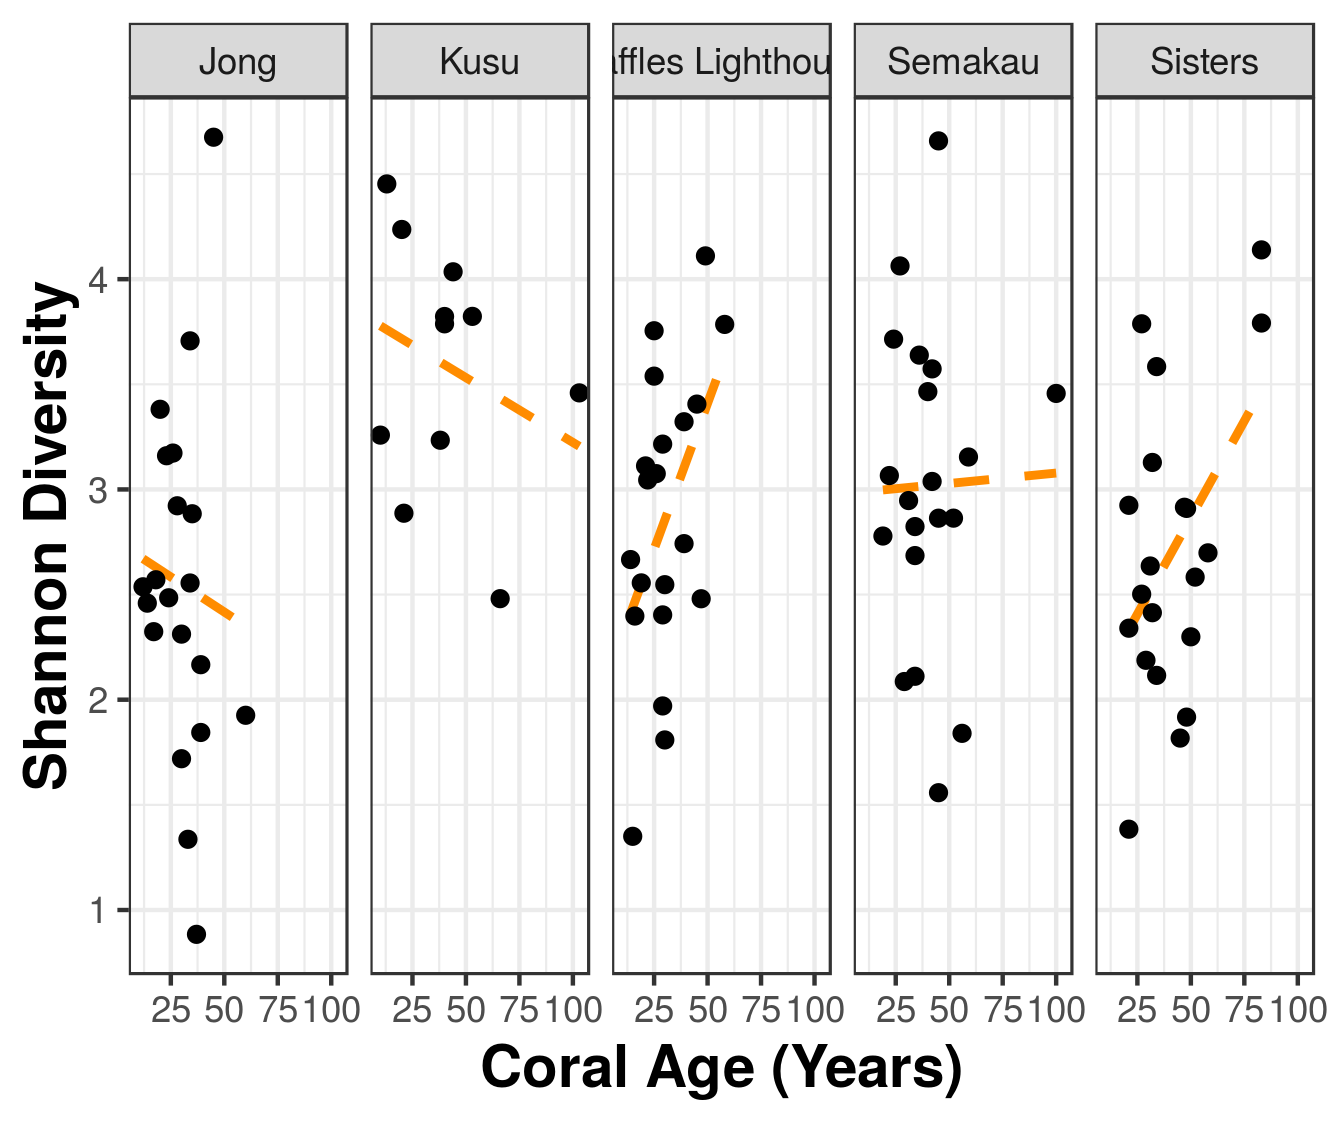 Jong Kusu affles Lighthou Semakau Sisters
4
3
2
1
Shannon Diversity
25 50 75 100 25 50 75 100 25 50 75 100 25 50 75 100 25 50 75 100
Coral Age (Years)